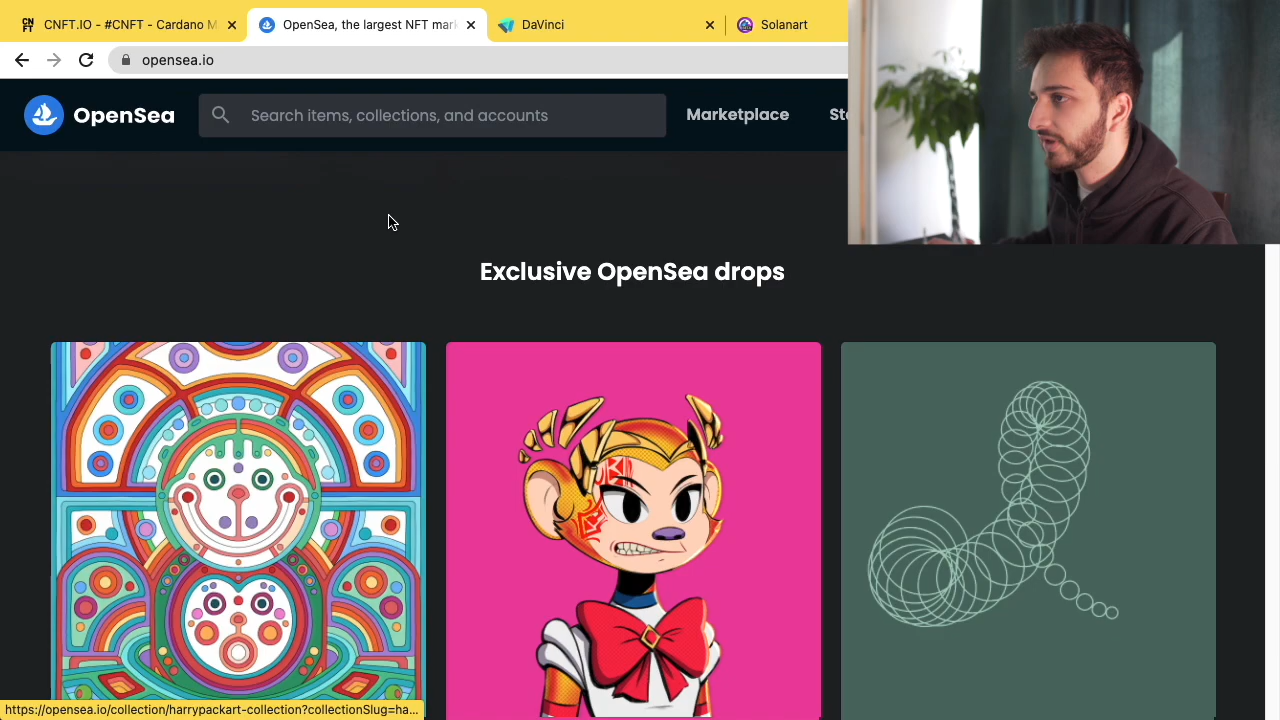 CNFT.IO - #CNFT - Cardano M
OpenSea, the largest NFT mar
DaVinci
Solanart
opensea.io
OpenSea
Search items, collections, and accounts
Marketplace
Sta
Exclusive OpenSea drops
https://opensea.io/collection/harrypackart-collection?collectionSlug=ha...